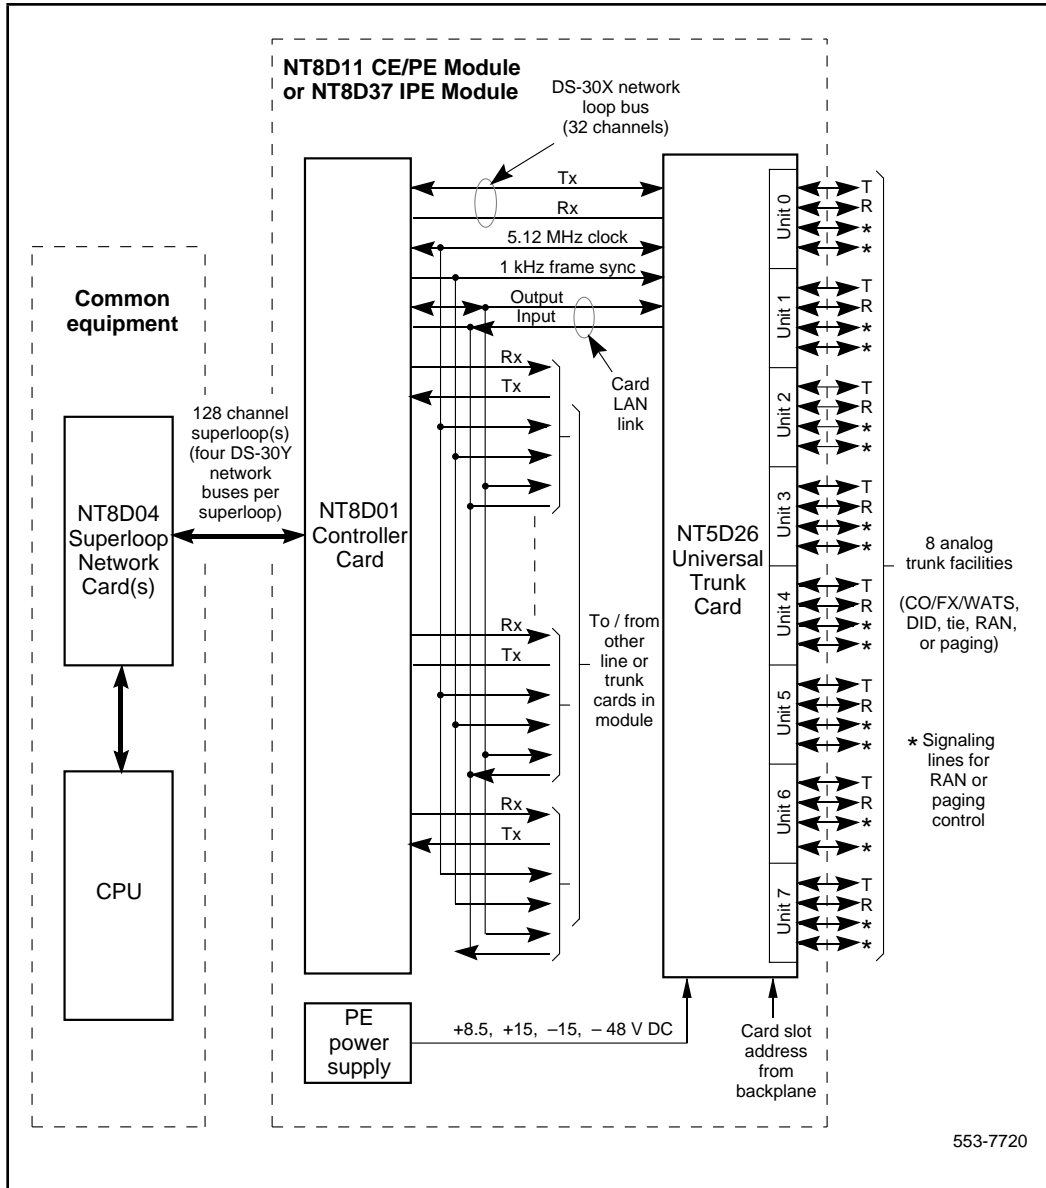 NT8D11 CE/PE Module
or NT8D37 IPE Module
DS-30X network
loop bus
(32 channels)
Tx
Rx
5.12 MHz clock
1 kHz frame sync
Output
Input
Common
equipment
128 channel
superloop(s)
(four DS-30Y
network
buses per
superloop)
NT8D04
Superloop
Network
Card(s)
CPU
NT8D01
Controller
Card
Rx
Tx
Card
LAN
link
Rx
Tx
To / from
other
line or
trunk
cards in
module
Rx
Tx
NT5D26
Universal
Trunk
Card
Unit 0
T
R
*
*
Unit 1
T
R
*
*
Unit 2
T
R
*
*
Unit 3
T
R
*
*
Unit 4
T
R
*
*
Unit 5
T
R
*
*
Unit 6
T
R
*
*
Unit 7
T
R
*
*
8 analog
trunk facilities
(CO/FX/WATS,
DID, tie, RAN,
or paging)
* Signaling
lines for
RAN or
paging
control
PE
power
supply
+8.5, +15, –15, – 48 V DC
Card slot
address
from
backplane
553-7720